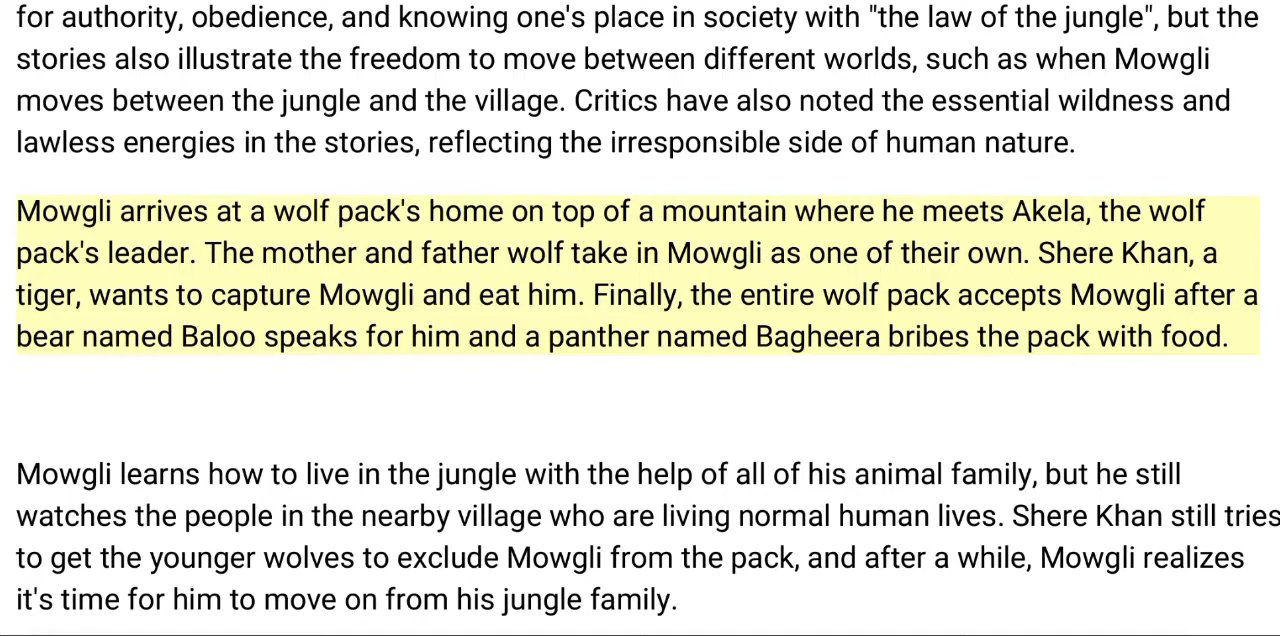 for authority, obedience, and knowing one's place in society with "the law of the jungle", but the
stories also illustrate the freedom to move between different worlds, such as when Mowgli
moves between the jungle and the village. Critics have also noted the essential wildness and
lawless energies in the stories, reflecting the irresponsible side of human nature.
Mowgli arrives at a wolf pack's home on top of a mountain where he meets Akela, the wolf
pack's leader. The mother and father wolf take in Mowgli as one of their own. Shere Khan, a
tiger, wants to capture Mowgli and eat him. Finally, the entire wolf pack accepts Mowgli after a
bear named Baloo speaks for him and a panther named Bagheera bribes the pack with food.
Mowgli learns how to live in the jungle with the help of all of his animal family, but he still
watches the people in the nearby village who are living normal human lives. Shere Khan still tries
to get the younger wolves to exclude Mowgli from the pack, and after a while, Mowgli realizes
it's time for him to move on from his jungle family.